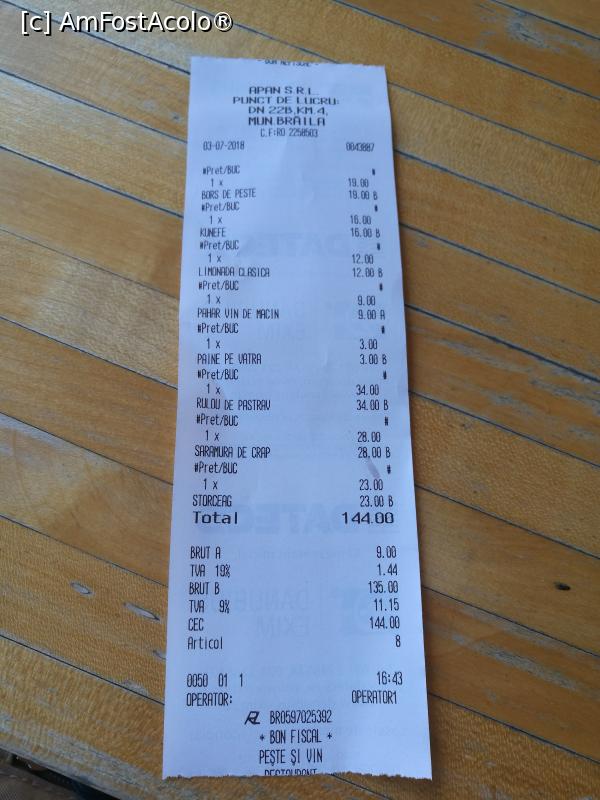 [c] AmFostAcolo®
- BON NEFISCAL -
APAN S.R.L.
PUNCT DE LUCRU:
DN 22B,KM.4,
MUN.BRĂILA
C.F:RO 2258503
03-07-2018 0043887
#Pret/BUC #
1 x 19.00
BORS DE PESTE 19.00 B
#Pret/BUC #
1 x 16.00
KUNEFE 16.00 B
#Pret/BUC #
1 x 12.00
LIMONADA CLASICA 12.00 B
#Pret/BUC #
1 x 9.00
PAHAR VIN DE MACIN 9.00 A
#Pret/BUC #
1 x 3.00
PAINE PE VATRA 3.00 B
#Pret/BUC #
1 x 34.00
RULOU DE PASTRAV 34.00 B
#Pret/BUC #
1 x 28.00
SARAMURA DE CRAP 28,00 B
#Pret/BUC #
1 x 23.00
STORCEAG 23.00 B
Total 144.00
BRUT A 9.00
TVA 19% 1.44
BRUT B 135.00
TVA 9% 11.15
CEC 144.00
Articol 8
0050 01 1 16:43
OPERATOR: OPERATOR1
BR0597025392
* BON FISCAL *
PEȘTE ȘI VIN
RESTAURANT